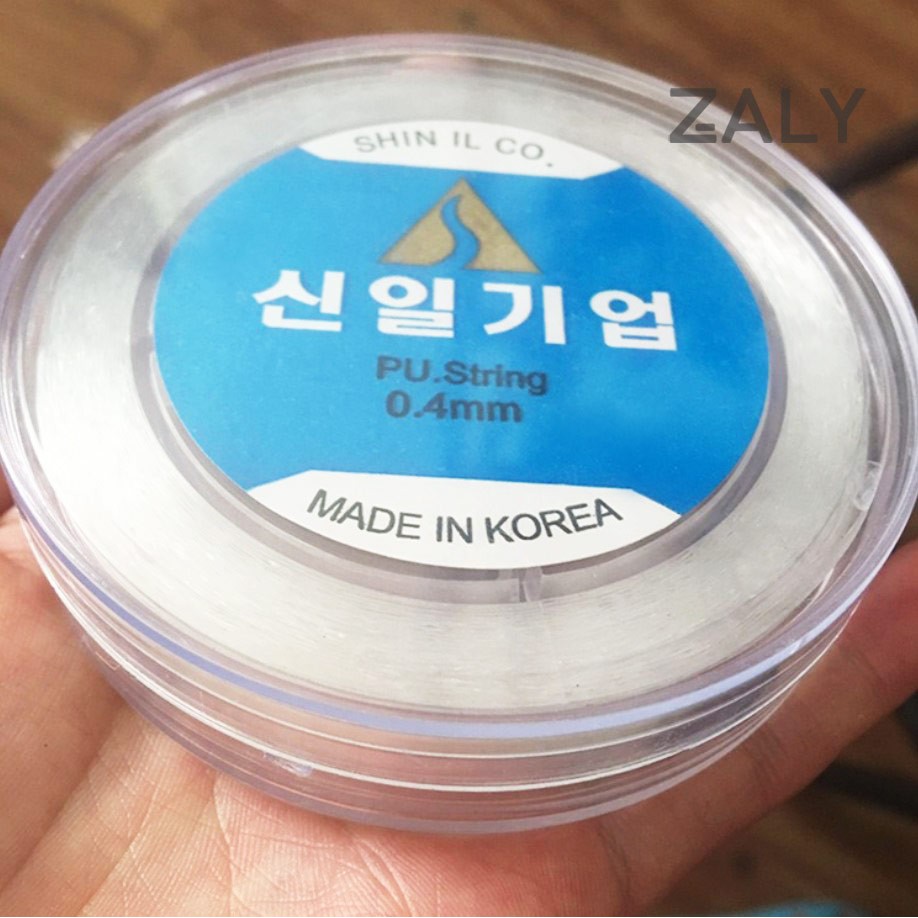 ZALY
SHIN IL CO.
신일기업
PU.String
0.4mm
MADE IN KOREA